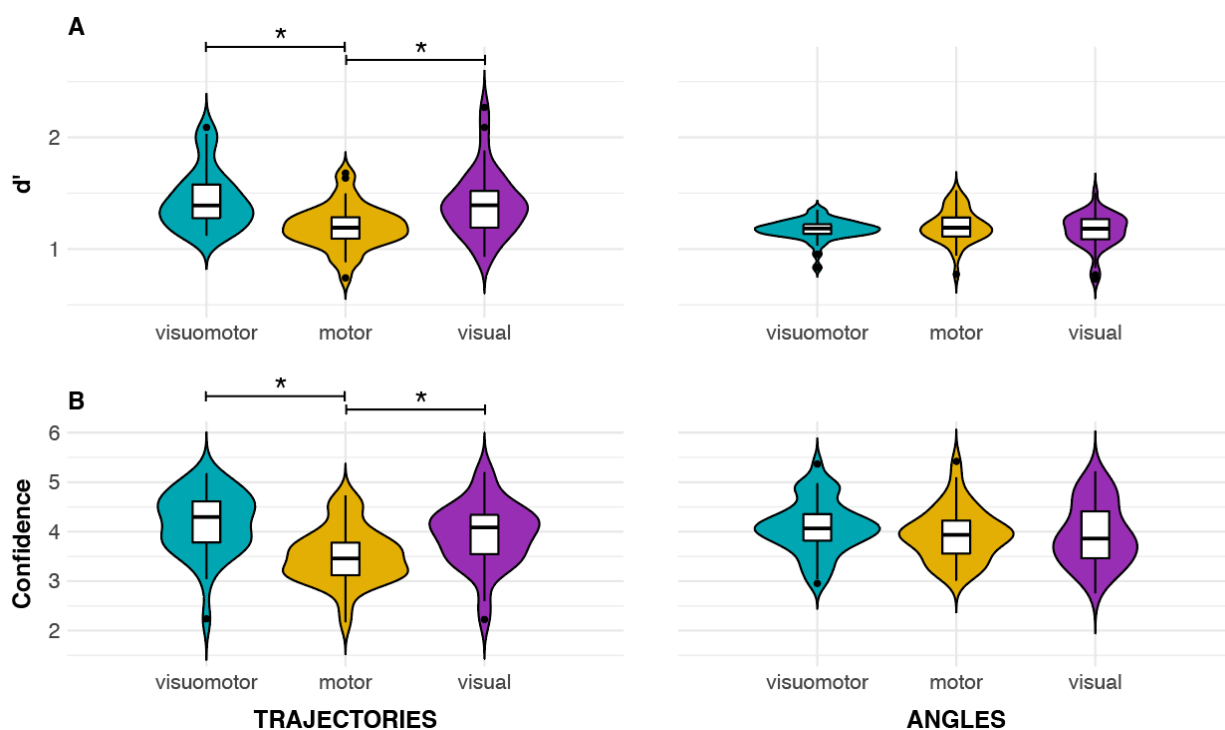 A
* *
d'
2
1
visuomotor motor visual
visuomotor motor visual
B
* *
Confidence
6
5
4
3
2
visuomotor motor visual
visuomotor motor visual
TRAJECTORIES
ANGLES